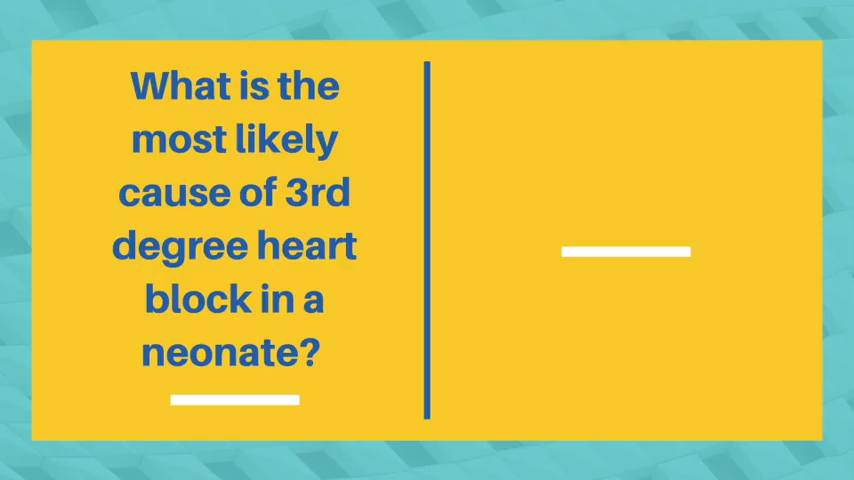 What is the
most likely
cause of 3rd
degree heart
block in a
neonate?